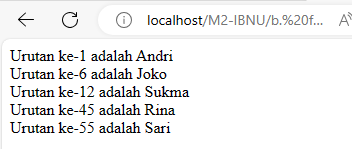 localhost/M2-IBNU/b.%20f...
Urutan ke-1 adalah Andri
Urutan ke-6 adalah Joko
Urutan ke-12 adalah Sukma
Urutan ke-45 adalah Rina
Urutan ke-55 adalah Sari